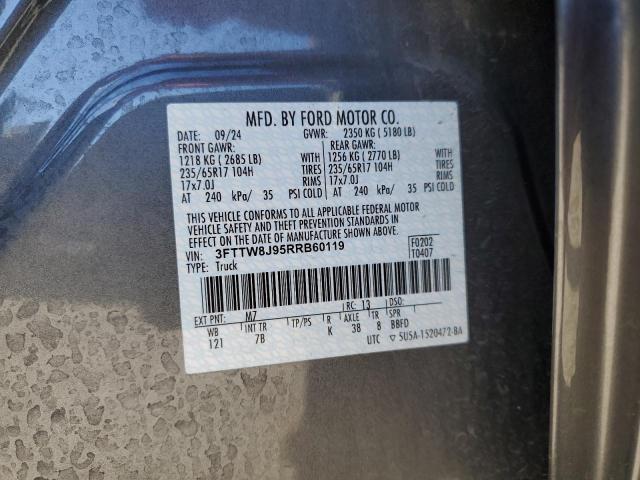 MFD. BY FORD MOTOR CO.
DATE: 09/24 GVWR: 2350 KG ( 5180 LB)
FRONT GAWR: REAR GAWR:
1218 KG ( 2685 LB) WITH 1256 KG ( 2770 LB) WITH
235/65R17 104H TIRES 235/65R17 104H TIRES
17x7.0J RIMS 17x7.0J RIMS
AT 240 kPa/ 35 PSI COLD AT 240 kPa/ 35 PSI COLD
THIS VEHICLE CONFORMS TO ALL APPLICABLE FEDERAL MOTOR
VEHICLE SAFETY AND THEFT PREVENTION STANDARDS IN
EFFECT ON THE DATE OF MANUFACTURE SHOWN ABOVE.
VIN: 3FTTW8J95RRB60119 F0202
TYPE: Truck T0407
EXT PNT: M7 RC: 13 DSO:
WB INT TR TP/PS R AXLE TR SPR
121 7B K 38 8 BBFD
UTC ▽ 5U5A-1520472-BA